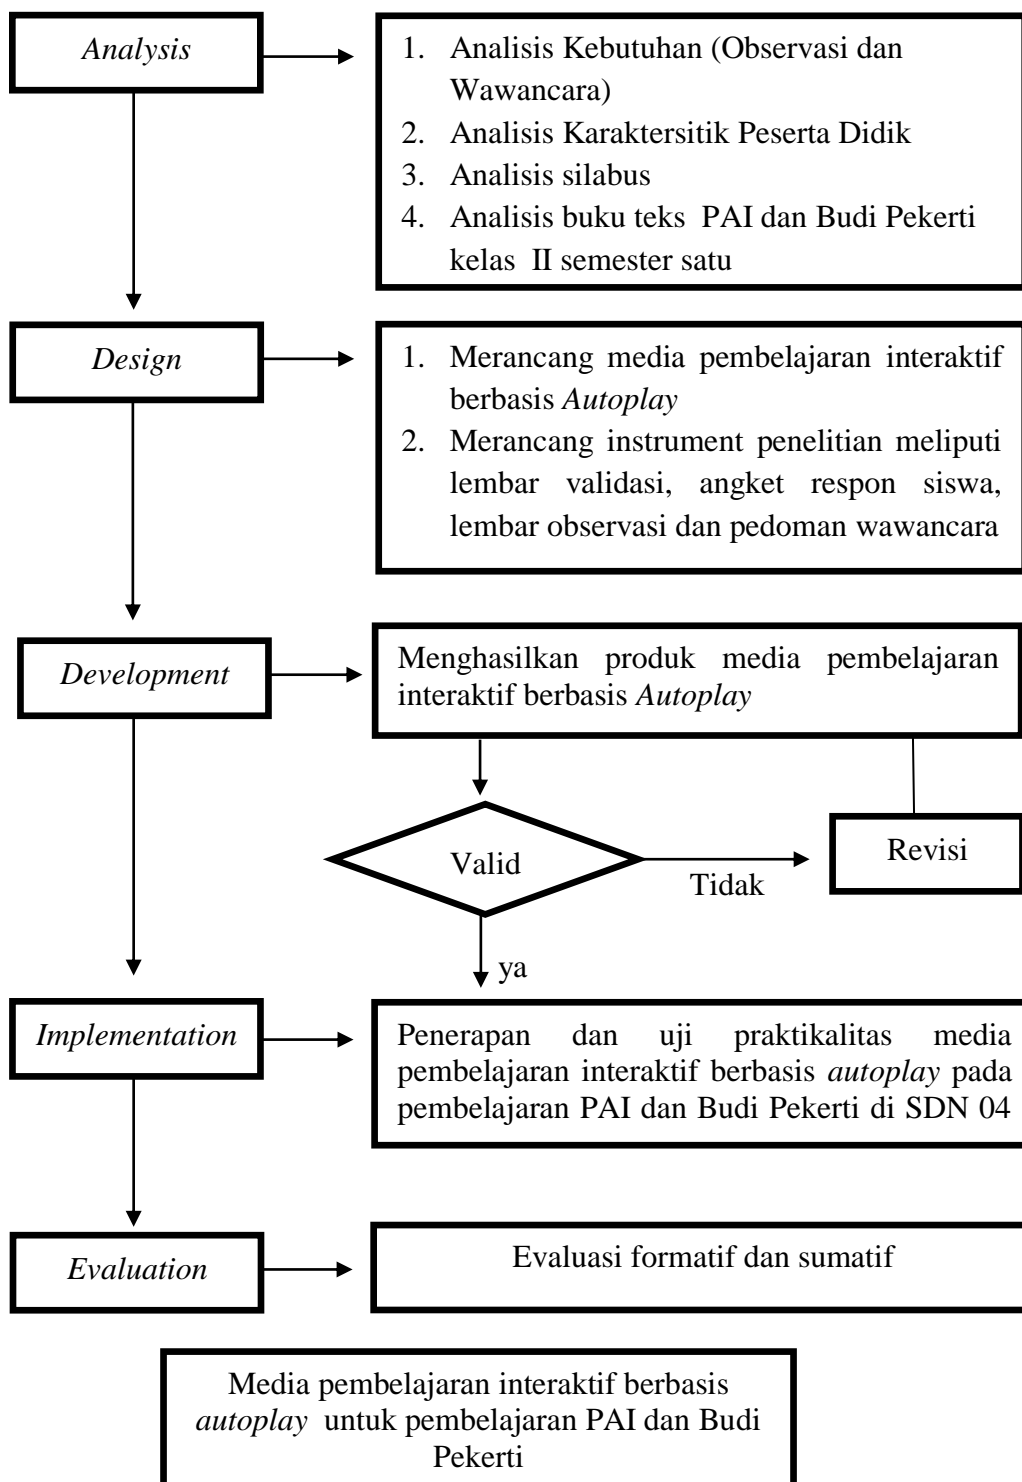 Analysis
1. Analisis Kebutuhan (Observasi dan
Wawancara)
2. Analisis Karaktersitik Peserta Didik
3. Analisis silabus
4. Analisis buku teks PAI dan Budi Pekerti
kelas II semester satu
Design
1. Merancang media pembelajaran interaktif
berbasis Autoplay
2. Merancang instrument penelitian meliputi
lembar validasi, angket respon siswa,
lembar observasi dan pedoman wawancara
Development
Menghasilkan produk media pembelajaran
interaktif berbasis Autoplay
Valid
Tidak
Revisi
ya
Implementation
Penerapan dan uji praktikalitas media
pembelajaran interaktif berbasis autoplay pada
pembelajaran PAI dan Budi Pekerti di SDN 04
Evaluation
Evaluasi formatif dan sumatif
Media pembelajaran interaktif berbasis
autoplay untuk pembelajaran PAI dan Budi
Pekerti